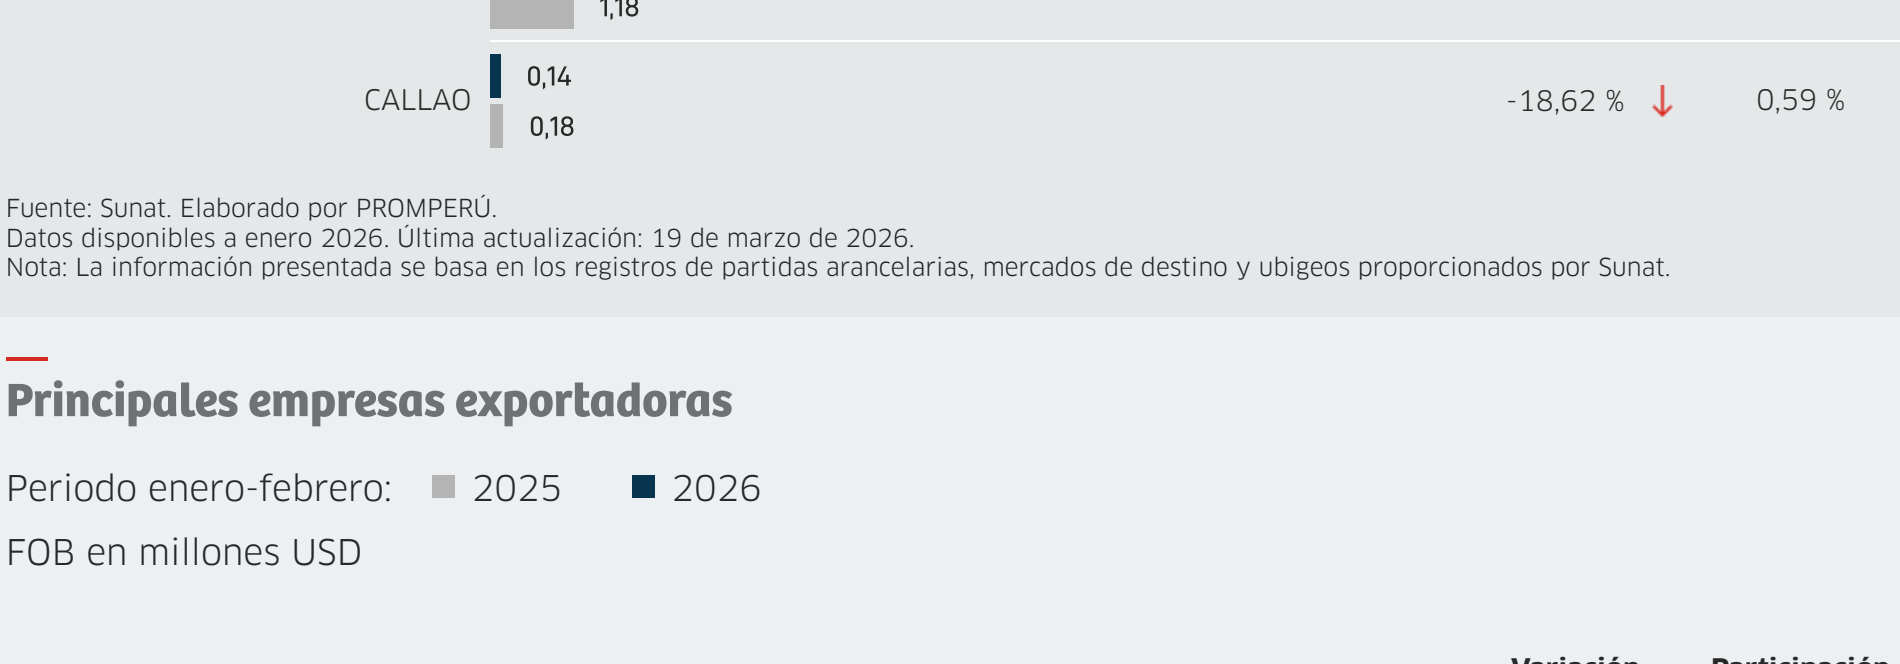 1,18
0,14
CALLAO -18,62 % 0,59 %
0,18
Fuente: Sunat. Elaborado por PROMPERÚ.
Datos disponibles a enero 2026. Última actualización: 19 de marzo de 2026.
Nota: La información presentada se basa en los registros de partidas arancelarias, mercados de destino y ubigeos proporcionados por Sunat.
Principales empresas exportadoras
Periodo enero-febrero: 2025 2026
FOB en millones USD
Variación Participación